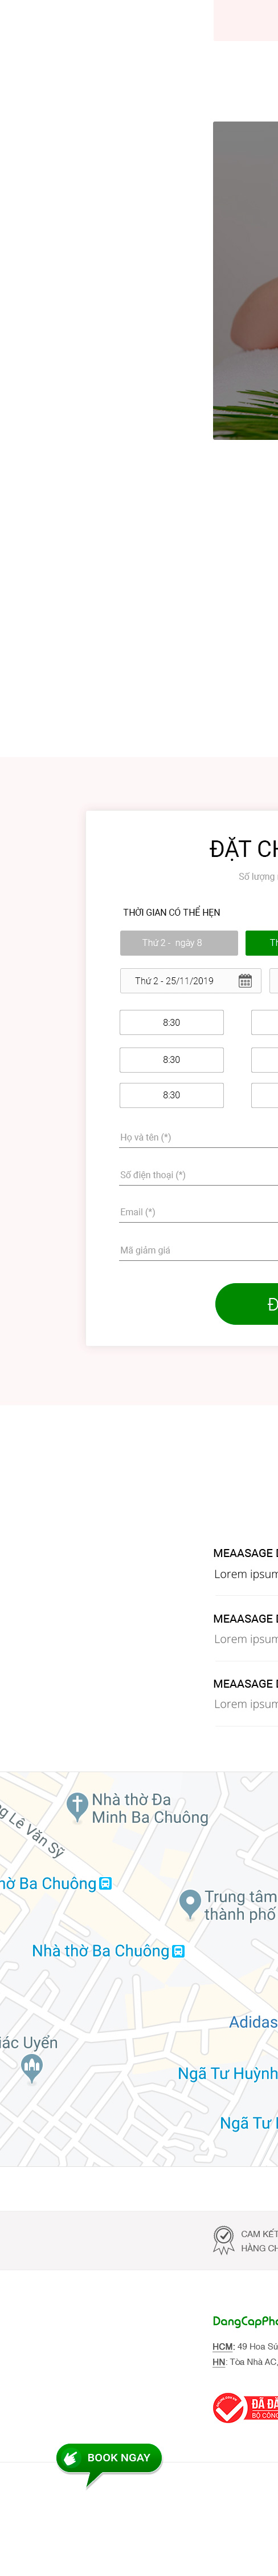 ĐẶT CH
Số lượng
THỜI GIAN CÓ THỂ HẸN
Thứ 2 - ngày 8
Th
Thứ 2 - 25/11/2019
8:30
8:30
8:30
Họ và tên (*)
Số điện thoại (*)
Email (*)
Mã giảm giá
Đ
MEAASAGE
Lorem ipsum
MEAASAGE
Lorem ipsum
MEAASAGE
Lorem ipsum
Nhà thờ Đa
Minh Ba Chuông
Lê Văn Sỹ
hờ Ba Chuông
Trung tâm
thành phố
Nhà thờ Ba Chuông
Adidas
iác Uyển
Ngã Tư Huỳnh
Ngã Tư
CAM KẾT
HÀNG CH
DangCapPho
HCM: 49 Hoa Sứ
HN: Tòa Nhà AC,
ĐÃ ĐĂ
BỘ CÔNG
BOOK NGAY